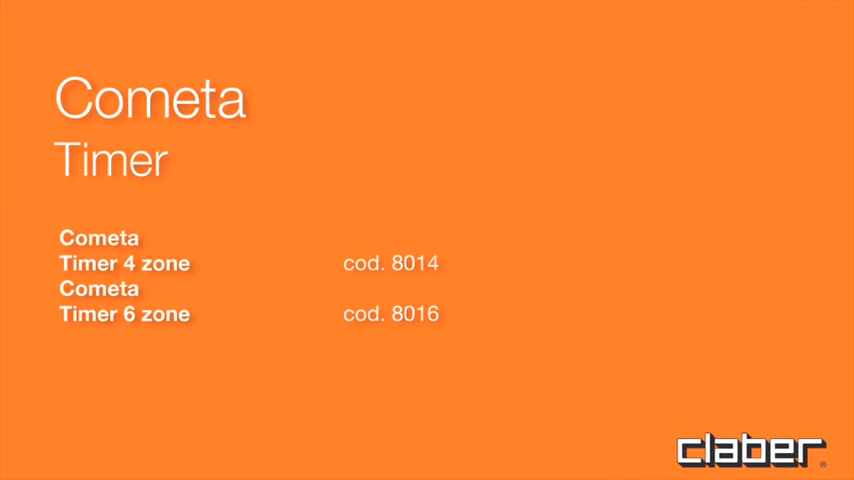 Cometa
Timer
Cometa
Timer 4 zone cod. 8014
Cometa
Timer 6 zone cod. 8016
claber®